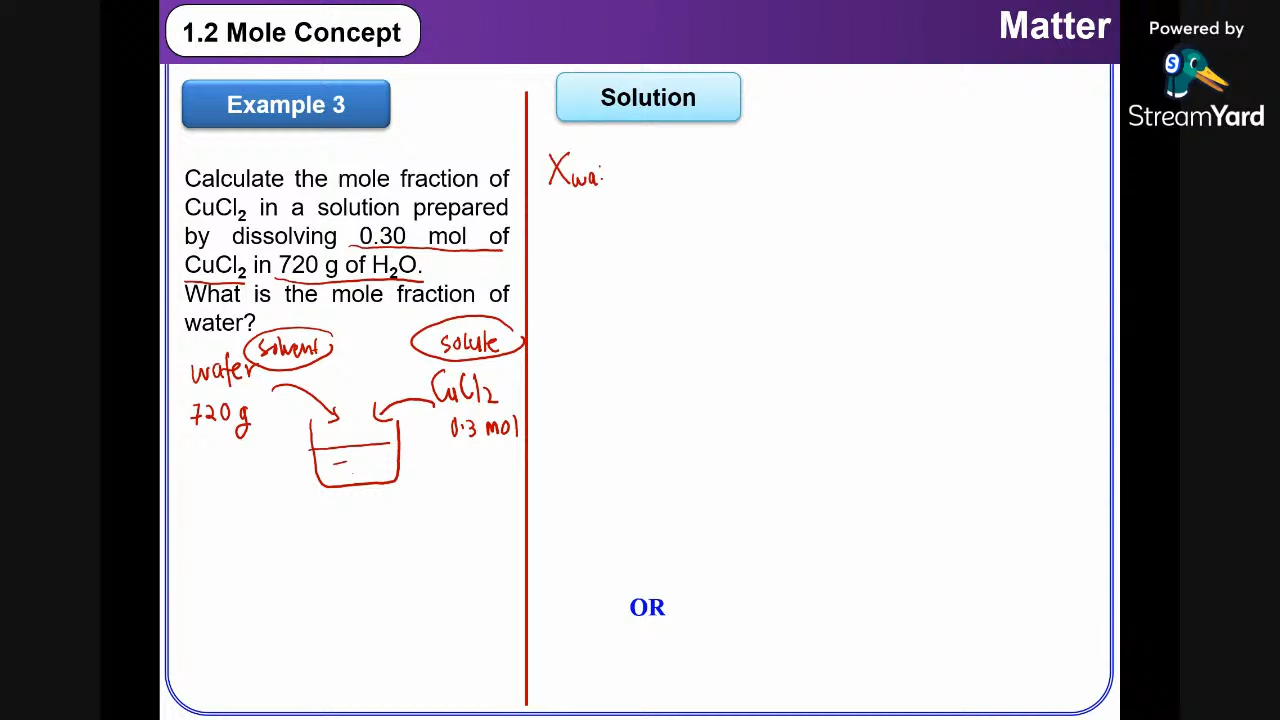 1.2 Mole Concept
Matter
Powered by
S
StreamYard
Example 3
Calculate the mole fraction of
CuCl₂ in a solution prepared
by dissolving 0.30 mol of
CuCl₂ in 720 g of H₂O.
What is the mole fraction of
water?
solvent
water
720 g
solute
CuCl₂
0.3 mol
Solution
Xwa
OR